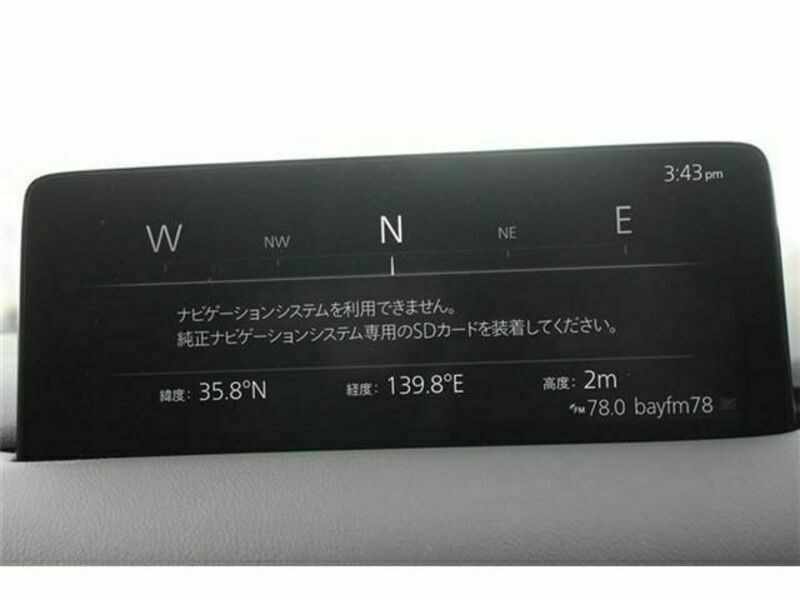 3:43pm
W NW N NE E
ナビゲーションシステムを利用できません。
純正ナビゲーションシステム専用のSDカードを装着してください。
緯度: 35.8°N 経度: 139.8°E 高度: 2m
FM 78.0 bayfm78